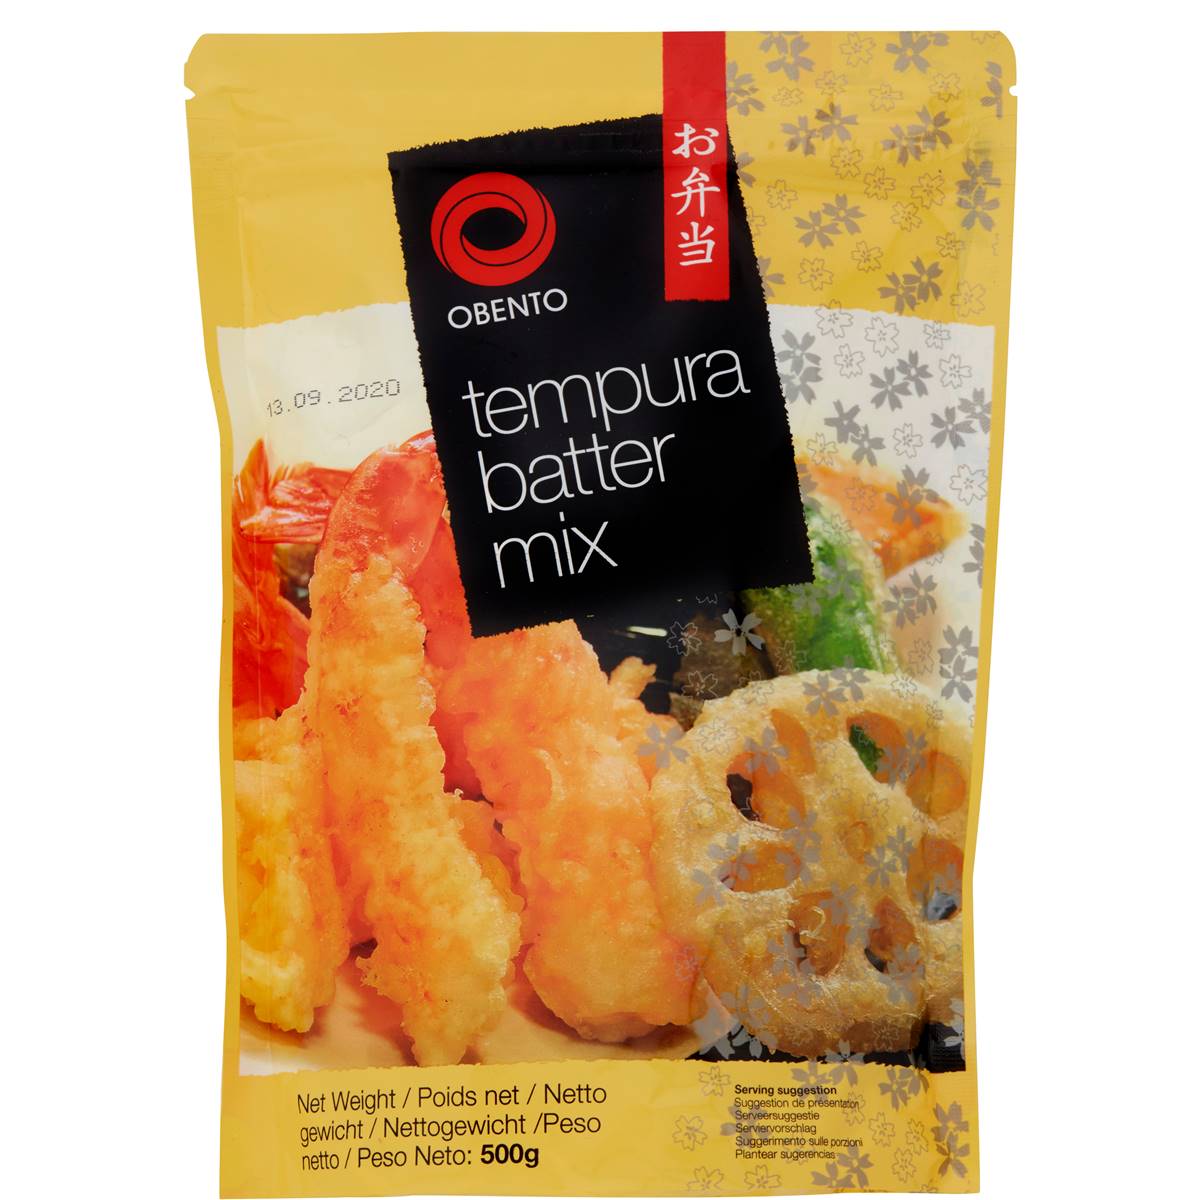 お弁当
OBENTO
tempura
batter
mix
13.09.2020
Net Weight / Poids net / Netto
gewicht / Nettogewicht /Peso
netto / Peso Neto: 500g
Serving suggestion
Suggestion de présentation
Serveersuggestie
Serviervorschlag
Suggerimento sulle porzioni
Plantear sugerencias